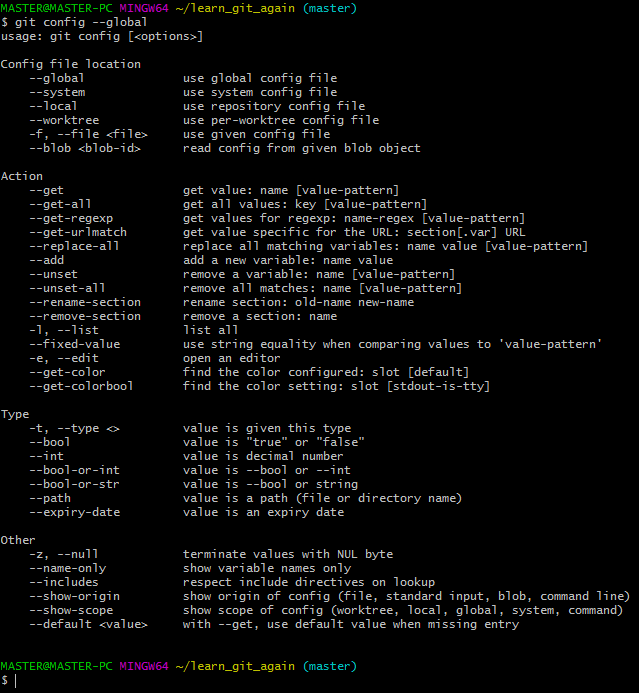 MASTER@MASTER-PC MINGW64 ~/learn_git_again (master)
$ git config --global
usage: git config [<options>]

Config file location
    --global              use global config file
    --system              use system config file
    --local               use repository config file
    --worktree            use per-worktree config file
    -f, --file <file>     use given config file
    --blob <blob-id>      read config from given blob object

Action
    --get                 get value: name [value-pattern]
    --get-all             get all values: key [value-pattern]
    --get-regexp          get values for regexp: name-regex [value-pattern]
    --get-urlmatch        get value specific for the URL: section[.var] URL
    --replace-all         replace all matching variables: name value [value-pattern]
    --add                 add a new variable: name value
    --unset               remove a variable: name [value-pattern]
    --unset-all           remove all matches: name [value-pattern]
    --rename-section      rename section: old-name new-name
    --remove-section      remove a section: name
    -l, --list            list all
    --fixed-value         use string equality when comparing values to 'value-pattern'
    -e, --edit            open an editor
    --get-color           find the color configured: slot [default]
    --get-colorbool       find the color setting: slot [stdout-is-tty]

Type
    -t, --type <>         value is given this type
    --bool                value is "true" or "false"
    --int                 value is decimal number
    --bool-or-int         value is --bool or --int
    --bool-or-str         value is --bool or string
    --path                value is a path (file or directory name)
    --expiry-date         value is an expiry date

Other
    -z, --null            terminate values with NUL byte
    --name-only           show variable names only
    --includes            respect include directives on lookup
    --show-origin         show origin of config (file, standard input, blob, command line)
    --show-scope          show scope of config (worktree, local, global, system, command)
    --default <value>     with --get, use default value when missing entry


MASTER@MASTER-PC MINGW64 ~/learn_git_again (master)
$